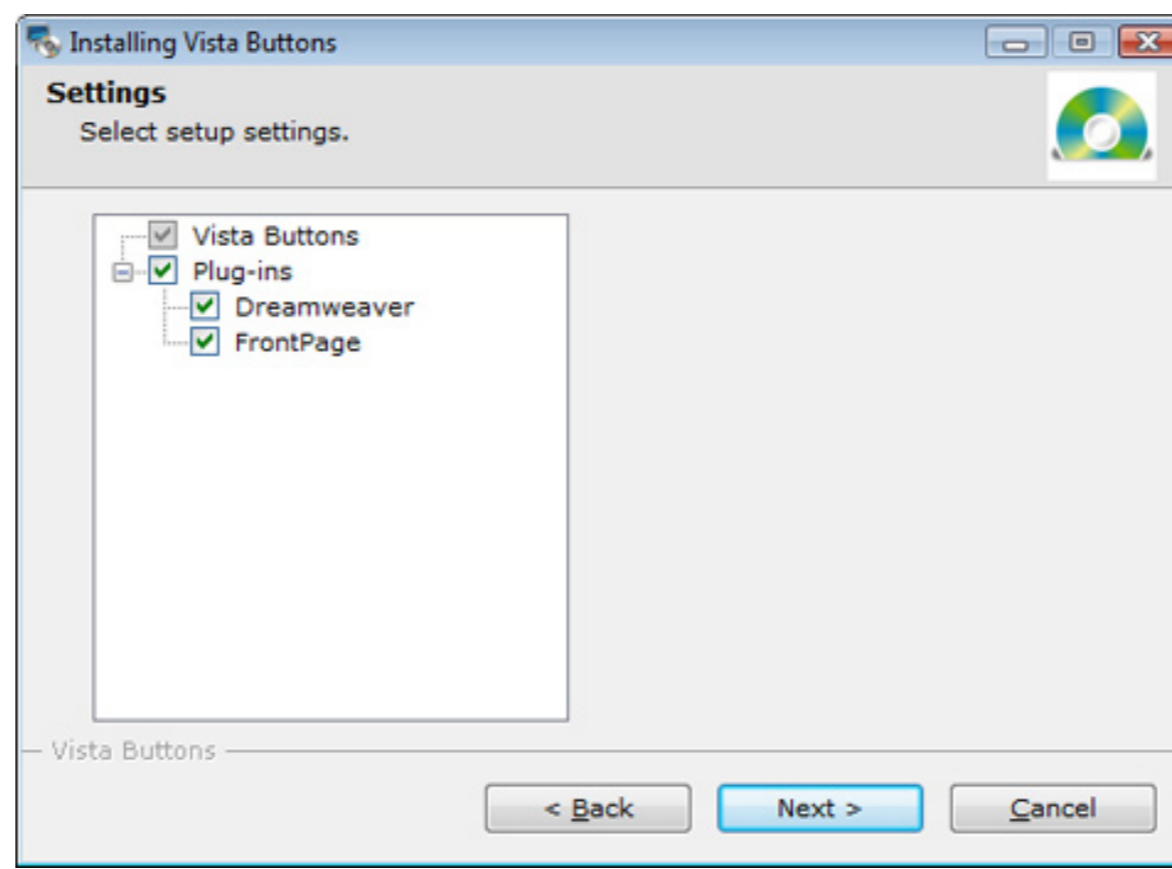 Installing Vista Buttons
Settings
Select setup settings.
Vista Buttons
Plug-ins
Dreamweaver
FrontPage
Vista Buttons
< Back Next > Cancel